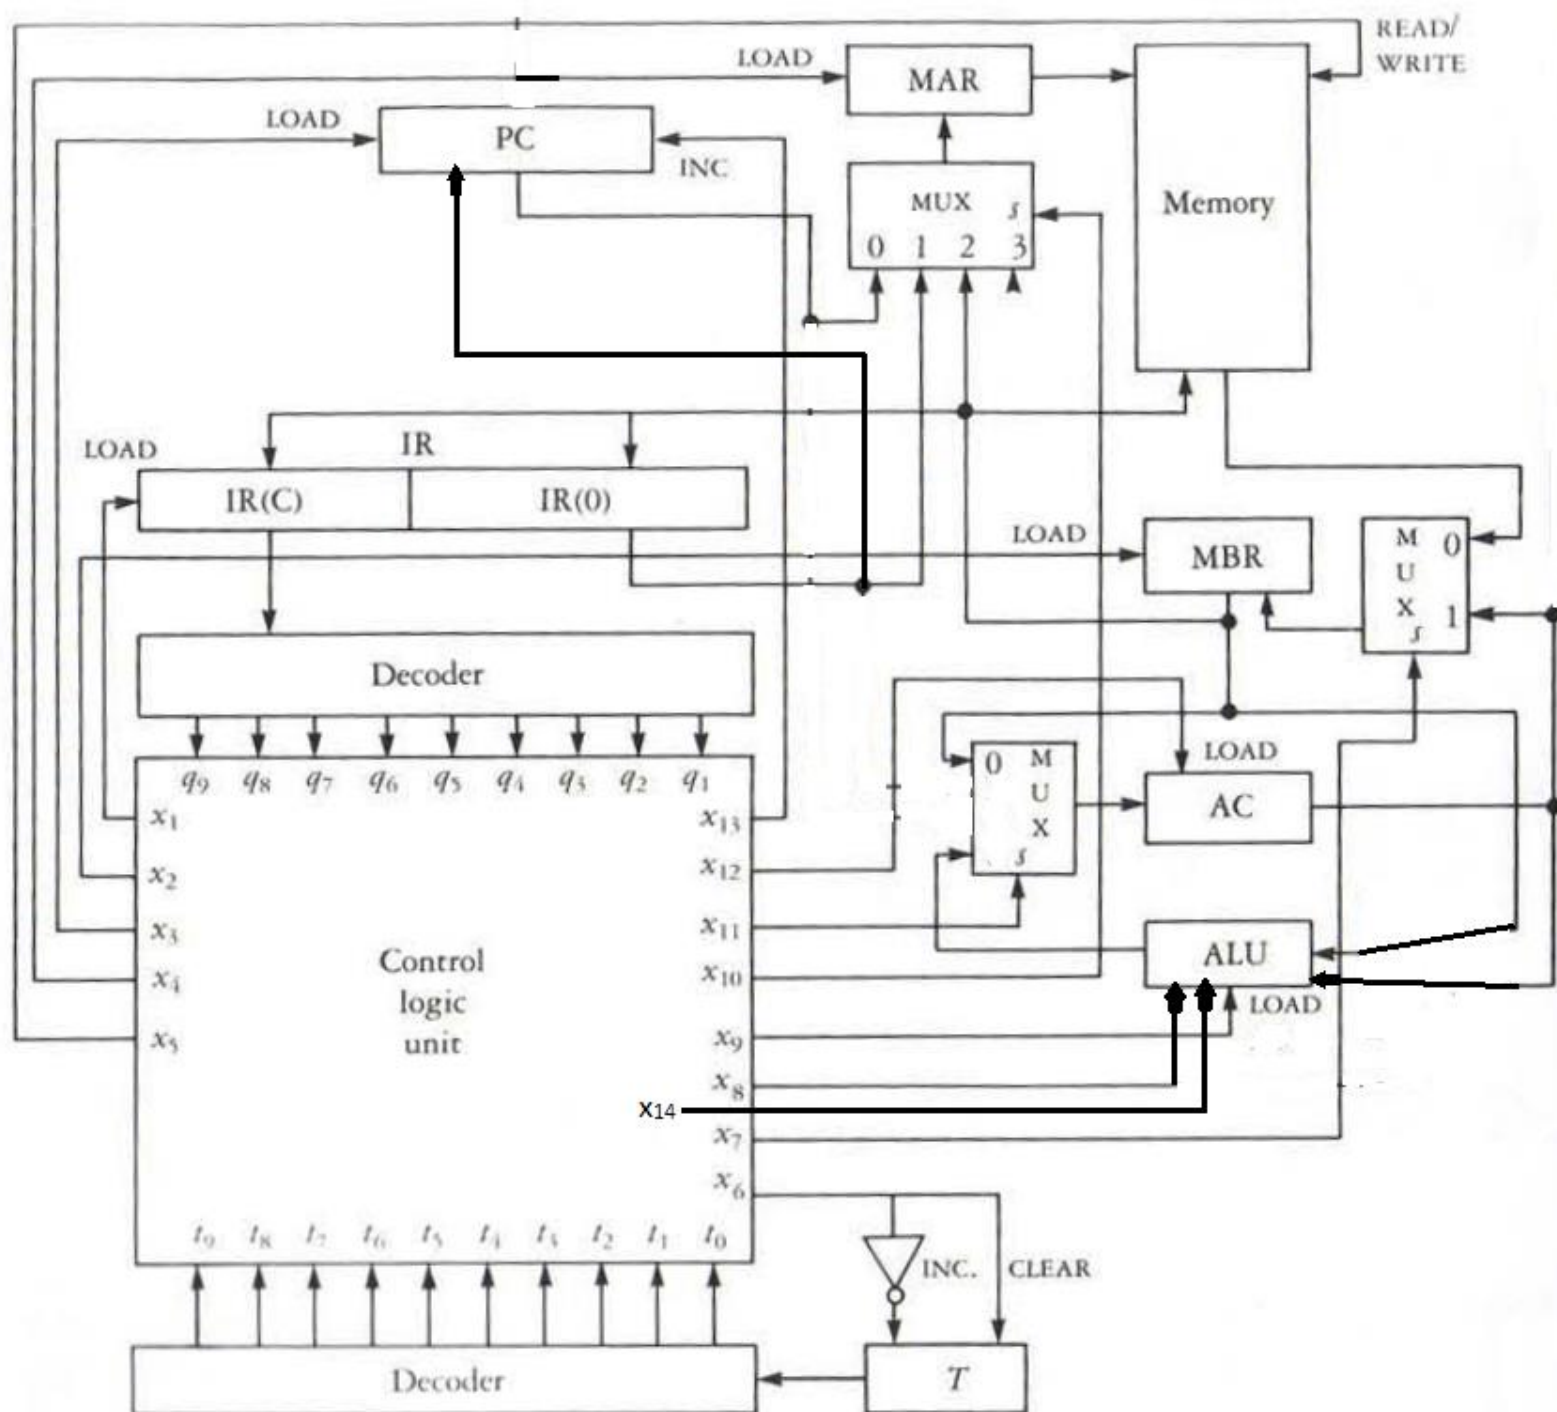 READ/
WRITE
LOAD
MAR
LOAD
PC
INC
MUX s
0 1 2 3
Memory
LOAD
IR
IR(C) IR(0)
LOAD
MBR
M
U
X
s
0
1
Decoder
q9 q8 q7 q6 q5 q4 q3 q2 q1
0
M
U
X
s
LOAD
AC
x1
x2
x3
x4
x5
Control
logic
unit
x13
x12
x11
x10
x9
x8
x14
x7
x6
ALU
LOAD
t9 t8 t7 t6 t5 t4 t3 t2 t1 t0
INC. CLEAR
Decoder
T